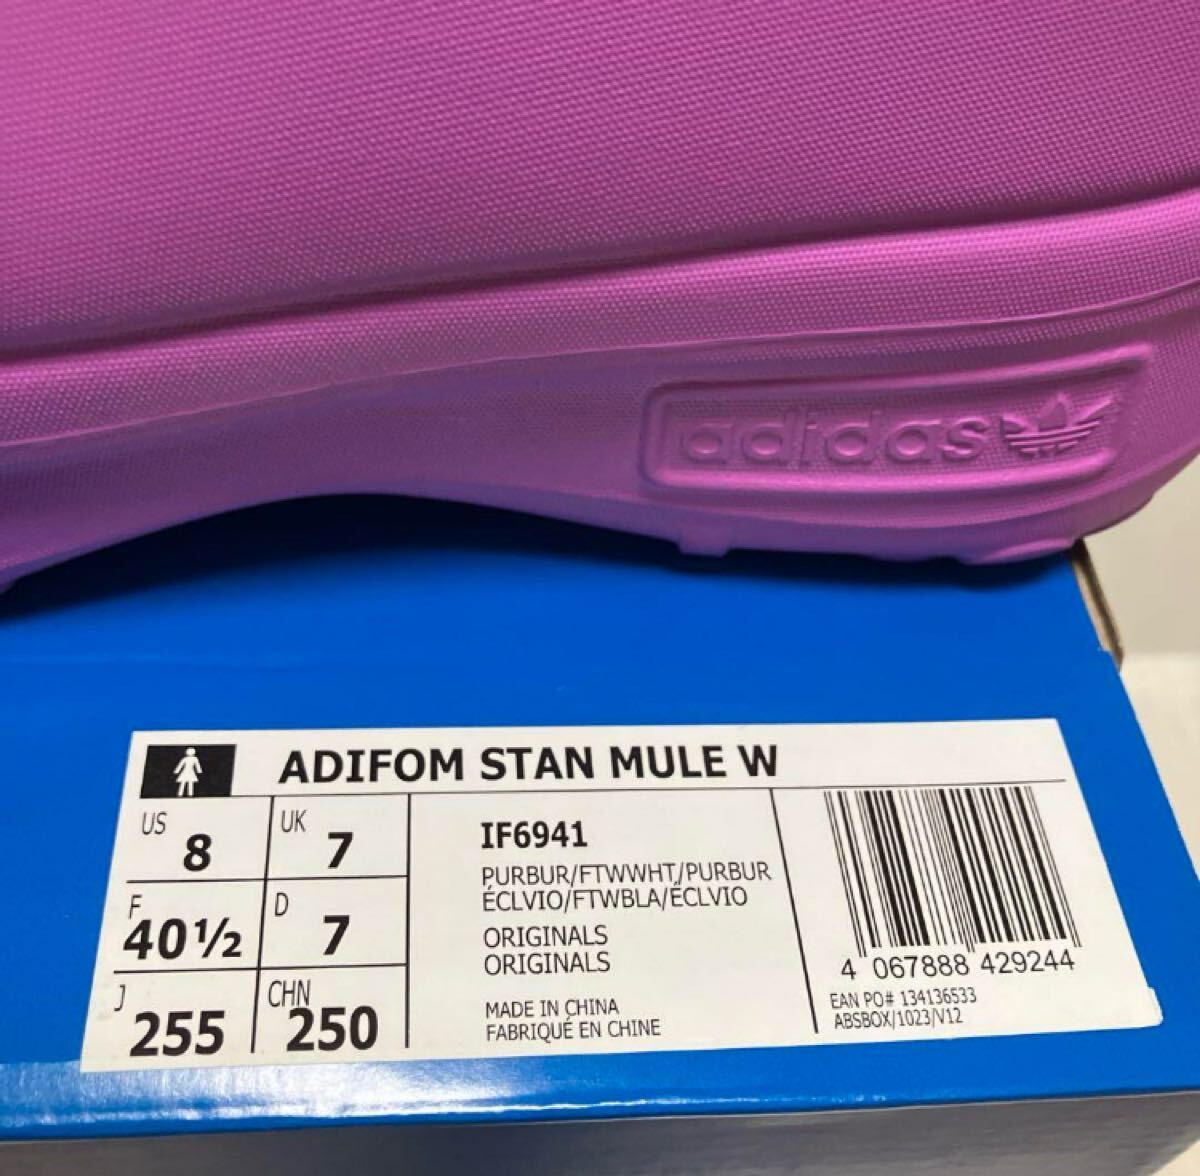 adidas
ADIFOM STAN MULE W
US 8
UK 7
F 40½
D 7
J 255
CHN 250
IF6941
PURBUR/FTWWHT/PURBUR
ÉCLVIO/FTWBLA/ÉCLVIO
ORIGINALS
ORIGINALS
MADE IN CHINA
FABRIQUÉ EN CHINE
4 067888 429244
EAN PO# 134136533
ABSBOX/1023/N12